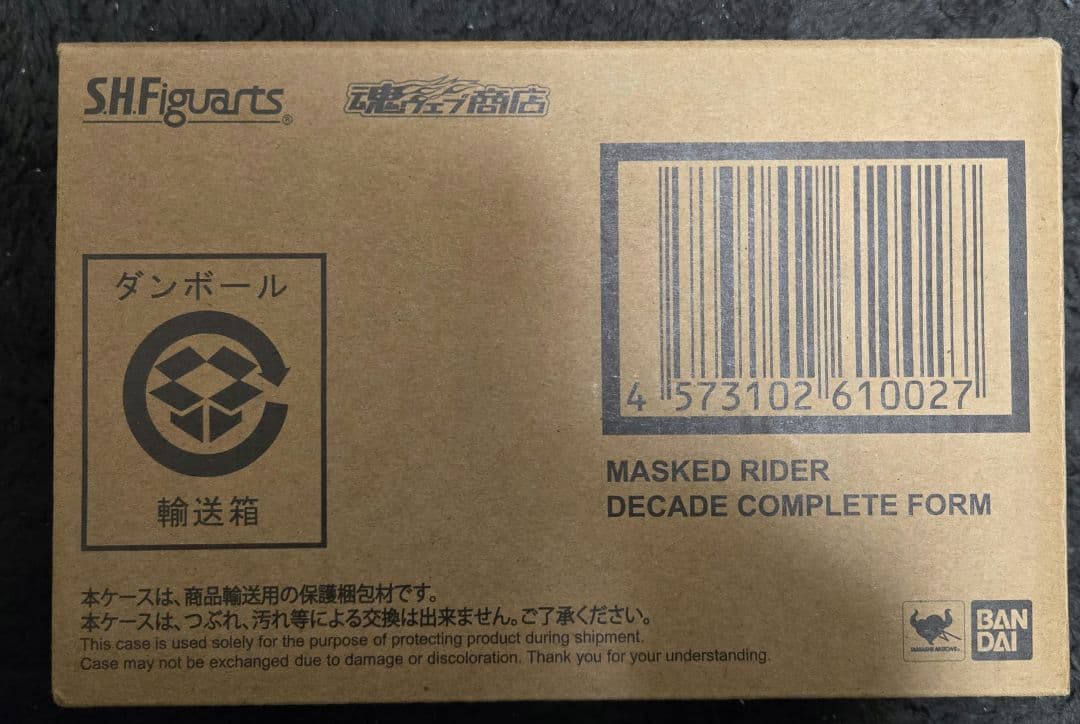 S.H.Figuarts®
魂ウェブ商店
ダンボール
輸送箱
4 573102 610027
MASKED RIDER
DECADE COMPLETE FORM
本ケースは、商品輸送用の保護梱包材です。
本ケースは、つぶれ、汚れ等による交換は出来ません。ご了承ください。
This case is used solely for the purpose of protecting product during shipment.
Case may not be exchanged due to damage or discoloration. Thank you for your understanding.
TAMASHII NATIONS
BAN
DAI